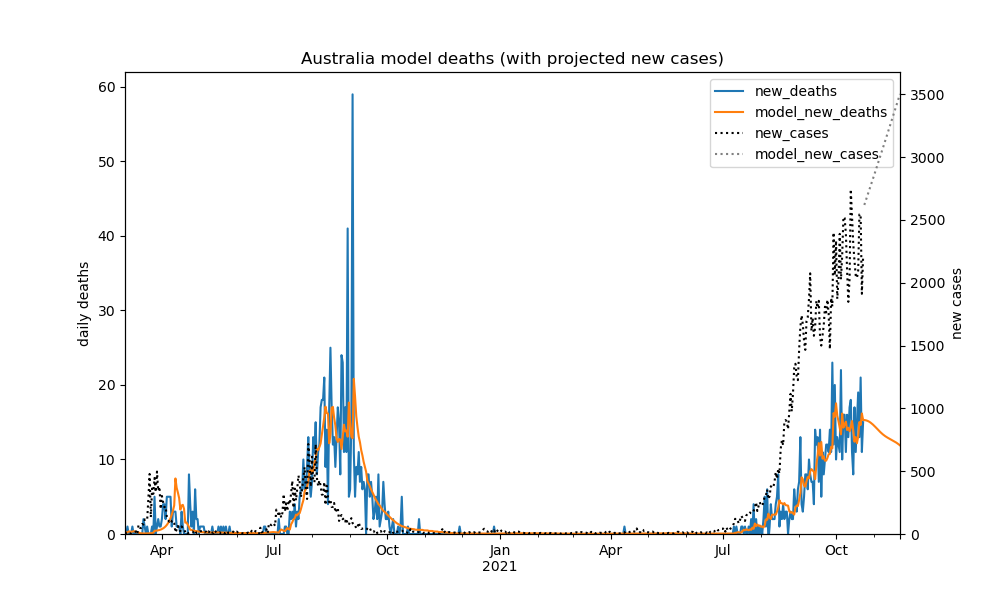 Australia model deaths (with projected new cases)
new_deaths
model_new_deaths
new_cases
model_new_cases
daily deaths
60
50
40
30
20
10
0
3500
3000
2500
2000
1500
1000
500
0
new cases
Apr
Jul
Oct
Jan
2021
Apr
Jul
Oct